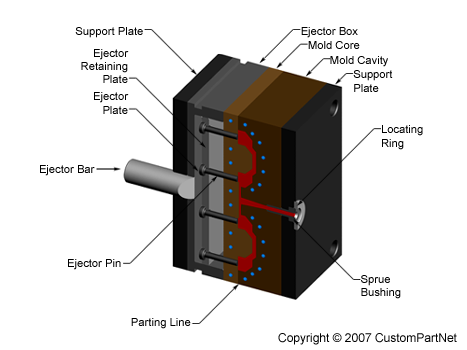 Support Plate
Ejector
Retaining
Plate
Ejector
Plate
Ejector Bar
Ejector Pin
Parting Line
Ejector Box
Mold Core
Mold Cavity
Support
Plate
Locating
Ring
Sprue
Bushing
Copyright © 2007 CustomPartNet